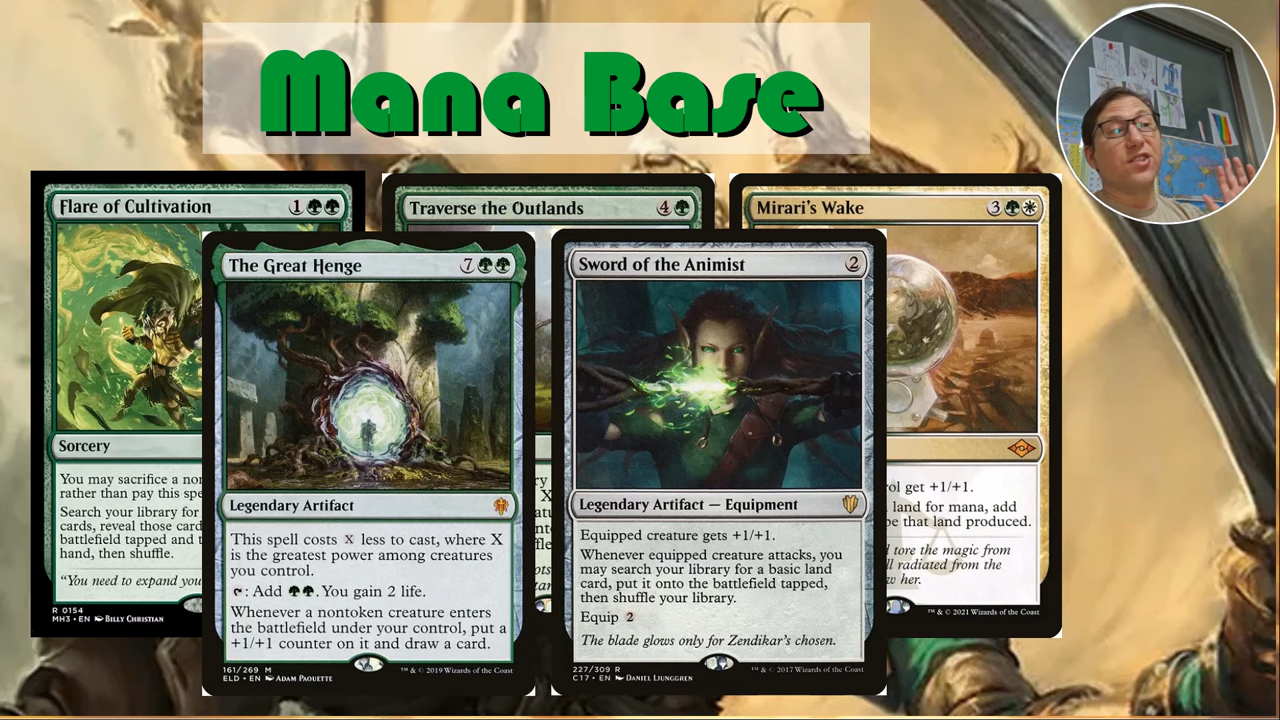 Mana Base
Flare of Cultivation 1
Traverse the Outlands 4
Mirari's Wake 3
The Great Henge 7
Sword of the Animist 2
Sorcery
You may sacrifice a
rather than pay this
Search your library for
cards, reveal those
battlefield tapped and
hand, then shuffle.
"You need to expand
R 0154
MH3 • EN BILLY CHRISTIAN
Legendary Artifact
This spell costs X less to cast, where X
is the greatest power among creatures
you control.
: Add . You gain 2 life.
Whenever a nontoken creature enters
the battlefield under your control, put a
+1/+1 counter on it and draw a card.
161/269 M
ELD • EN ADAM PAQUETTE
™ & © 2019 Wizards of the Coast
X
Legendary Artifact — Equipment
Equipped creature gets +1/+1.
Whenever equipped creature attacks, you
may search your library for a basic land
card, put it onto the battlefield tapped,
then shuffle your library.
Equip 2
The blade glows only for Zendikar's chosen.
227/309 R
C17 • EN DANIEL LJUNGGREN
™ & © 2017 Wizards of the Coast
get +1/+1.
land for mana, add
that land produced.
tore the magic from
radiated from the
her.
™ & © 2021 Wizards of the Coast